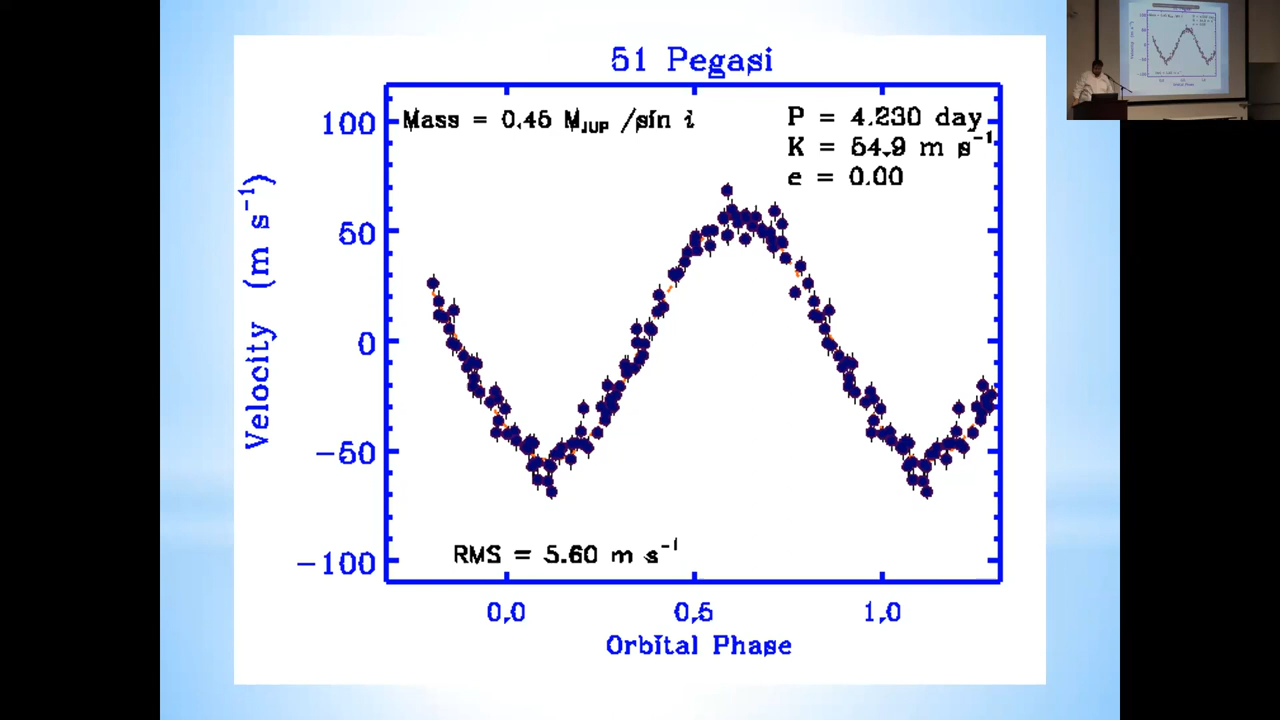 51 Pegasi
Mass = 0.45 M_JUP /sin i
P = 4.230 day
K = 54.9 m s⁻¹
e = 0.00
100
50
0
−50
−100
Velocity (m s⁻¹)
RMS = 5.60 m s⁻¹
0.0 0.5 1.0
Orbital Phase